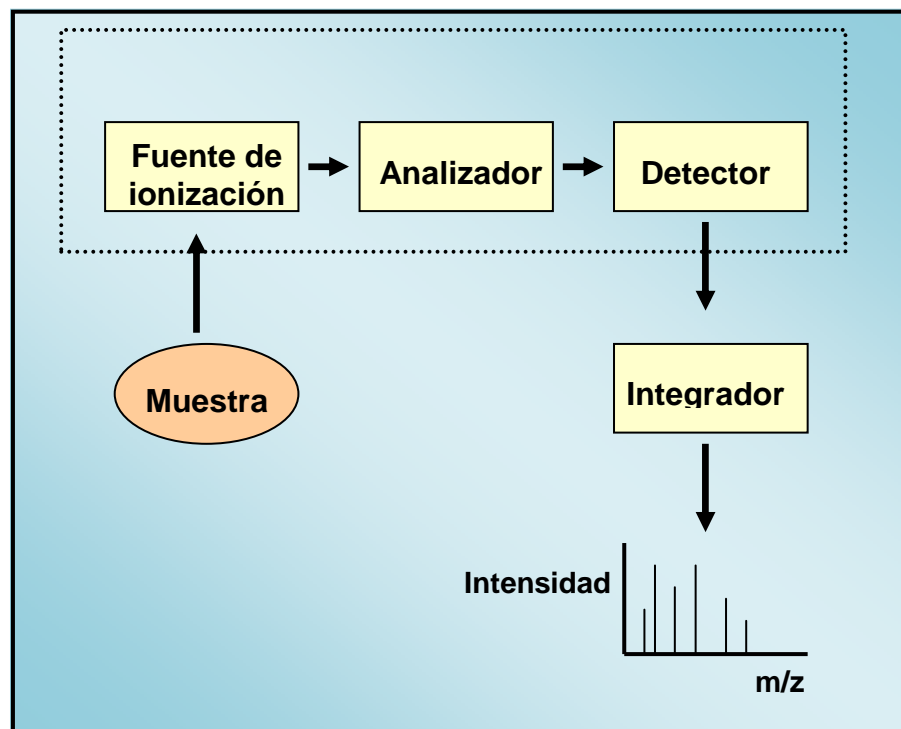 Fuente de
ionización
Analizador
Detector
Muestra
Integrador
Intensidad
m/z